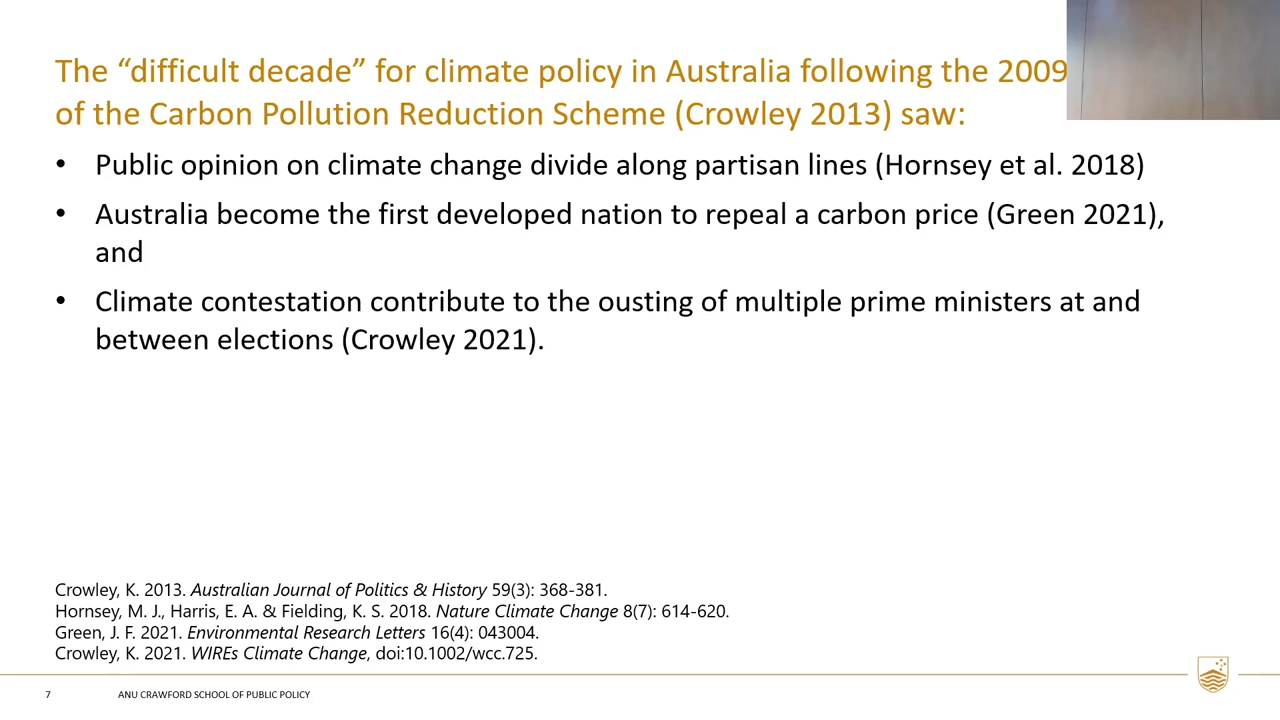 The “difficult decade” for climate policy in Australia following the 2009
of the Carbon Pollution Reduction Scheme (Crowley 2013) saw:
• Public opinion on climate change divide along partisan lines (Hornsey et al. 2018)
• Australia become the first developed nation to repeal a carbon price (Green 2021),
and
• Climate contestation contribute to the ousting of multiple prime ministers at and
between elections (Crowley 2021).
Crowley, K. 2013. Australian Journal of Politics & History 59(3): 368-381.
Hornsey, M. J., Harris, E. A. & Fielding, K. S. 2018. Nature Climate Change 8(7): 614-620.
Green, J. F. 2021. Environmental Research Letters 16(4): 043004.
Crowley, K. 2021. WIREs Climate Change, doi:10.1002/wcc.725.
7 ANU CRAWFORD SCHOOL OF PUBLIC POLICY